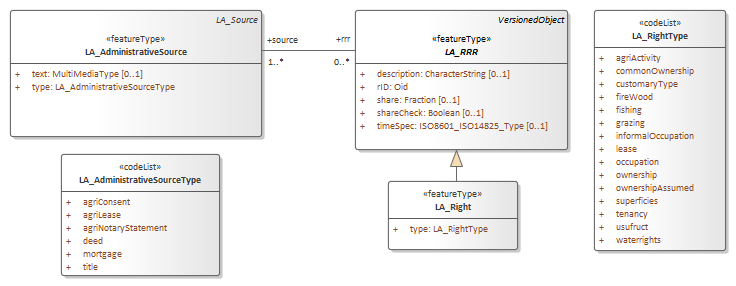 LA_Source
«featureType»
LA_AdministrativeSource
+ text: MultiMediaType [0..1]
+ type: LA_AdministrativeSourceType
+source
1..*
+rrr
0..*
VersionedObject
«featureType»
LA_RRR
+ description: CharacterString [0..1]
+ rID: Oid
+ share: Fraction [0..1]
+ shareCheck: Boolean [0..1]
+ timeSpec: ISO8601_ISO14825_Type [0..1]
«codeList»
LA_RightType
+ agriActivity
+ commonOwnership
+ customaryType
+ fireWood
+ fishing
+ grazing
+ informalOccupation
+ lease
+ occupation
+ ownership
+ ownershipAssumed
+ superficies
+ tenancy
+ usufruct
+ waterrights
«codeList»
LA_AdministrativeSourceType
+ agriConsent
+ agriLease
+ agriNotaryStatement
+ deed
+ mortgage
+ title
«featureType»
LA_Right
+ type: LA_RightType